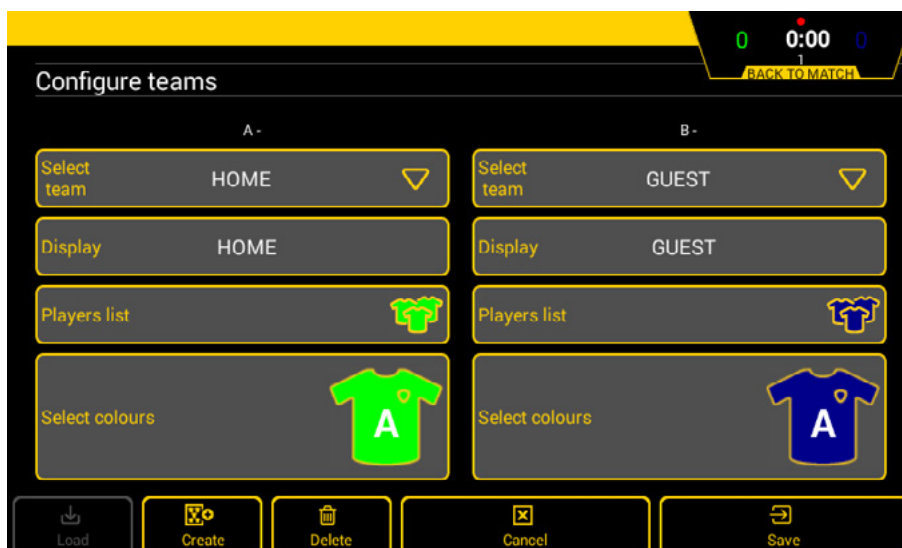 0 0:00 0
1
BACK TO MATCH
Configure teams
A -
B -
Select team
HOME
Select team
GUEST
Display
HOME
Display
GUEST
Players list
Players list
Select colours
A
Select colours
A
Load
Create
Delete
Cancel
Save